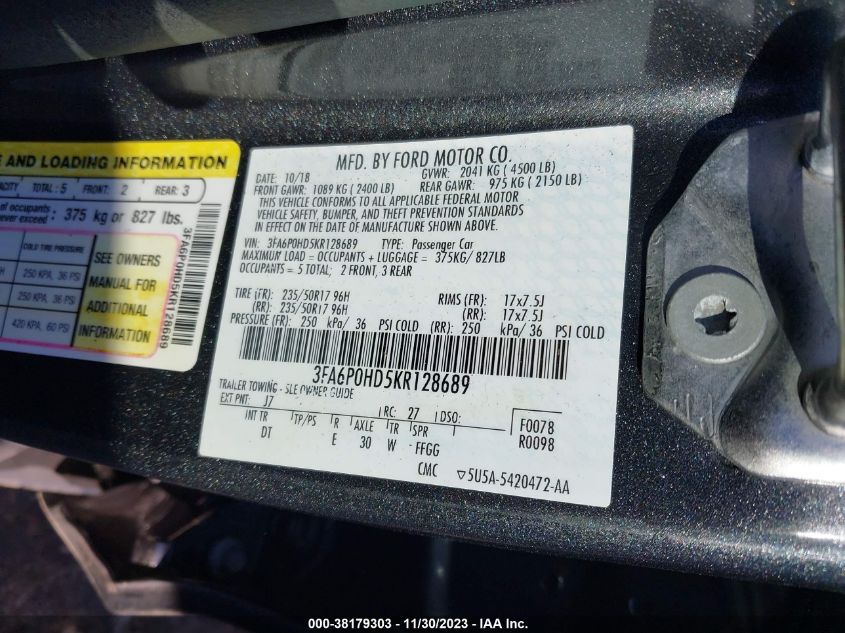 E AND LOADING INFORMATION
ACITY TOTAL: 5 FRONT: 2 REAR: 3
of occupants
never exceed: 375 kg or 827 lbs.
COLD TIRE PRESSURE
250 KPA, 36 PSI
250 KPA, 36 PSI
420 KPA, 60 PSI
SEE OWNERS
MANUAL FOR
ADDITIONAL
INFORMATION
3FA6P0HD5KR128689
MFD. BY FORD MOTOR CO.
DATE: 10/18 GVWR: 2041 KG ( 4500 LB)
FRONT GAWR: 1089 KG ( 2400 LB) REAR GAWR: 975 KG ( 2150 LB)
THIS VEHICLE CONFORMS TO ALL APPLICABLE FEDERAL MOTOR
VEHICLE SAFETY, BUMPER, AND THEFT PREVENTION STANDARDS
IN EFFECT ON THE DATE OF MANUFACTURE SHOWN ABOVE.
VIN: 3FA6P0HD5KR128689 TYPE: Passenger Car
MAXIMUM LOAD = OCCUPANTS + LUGGAGE = 375KG/ 827LB
OCCUPANTS = 5 TOTAL; 2 FRONT, 3 REAR
TIRE (FR): 235/50R17 96H RIMS (FR): 17x7.5J
(RR): 235/50R17 96H (RR): 17x7.5J
PRESSURE (FR): 250 kPa/ 36 PSI COLD (RR): 250 kPa/ 36 PSI COLD
3FA6P0HD5KR128689
TRAILER TOWING - SEE OWNER GUIDE
EXT PNT: J7 RC: 27 DSO: F0078
INT TR TP/PS R AXLE TR SPR R0098
DT E 30 W FFGG
CMC ▽5U5A-5420472-AA
000-38179303 - 11/30/2023 - IAA Inc.